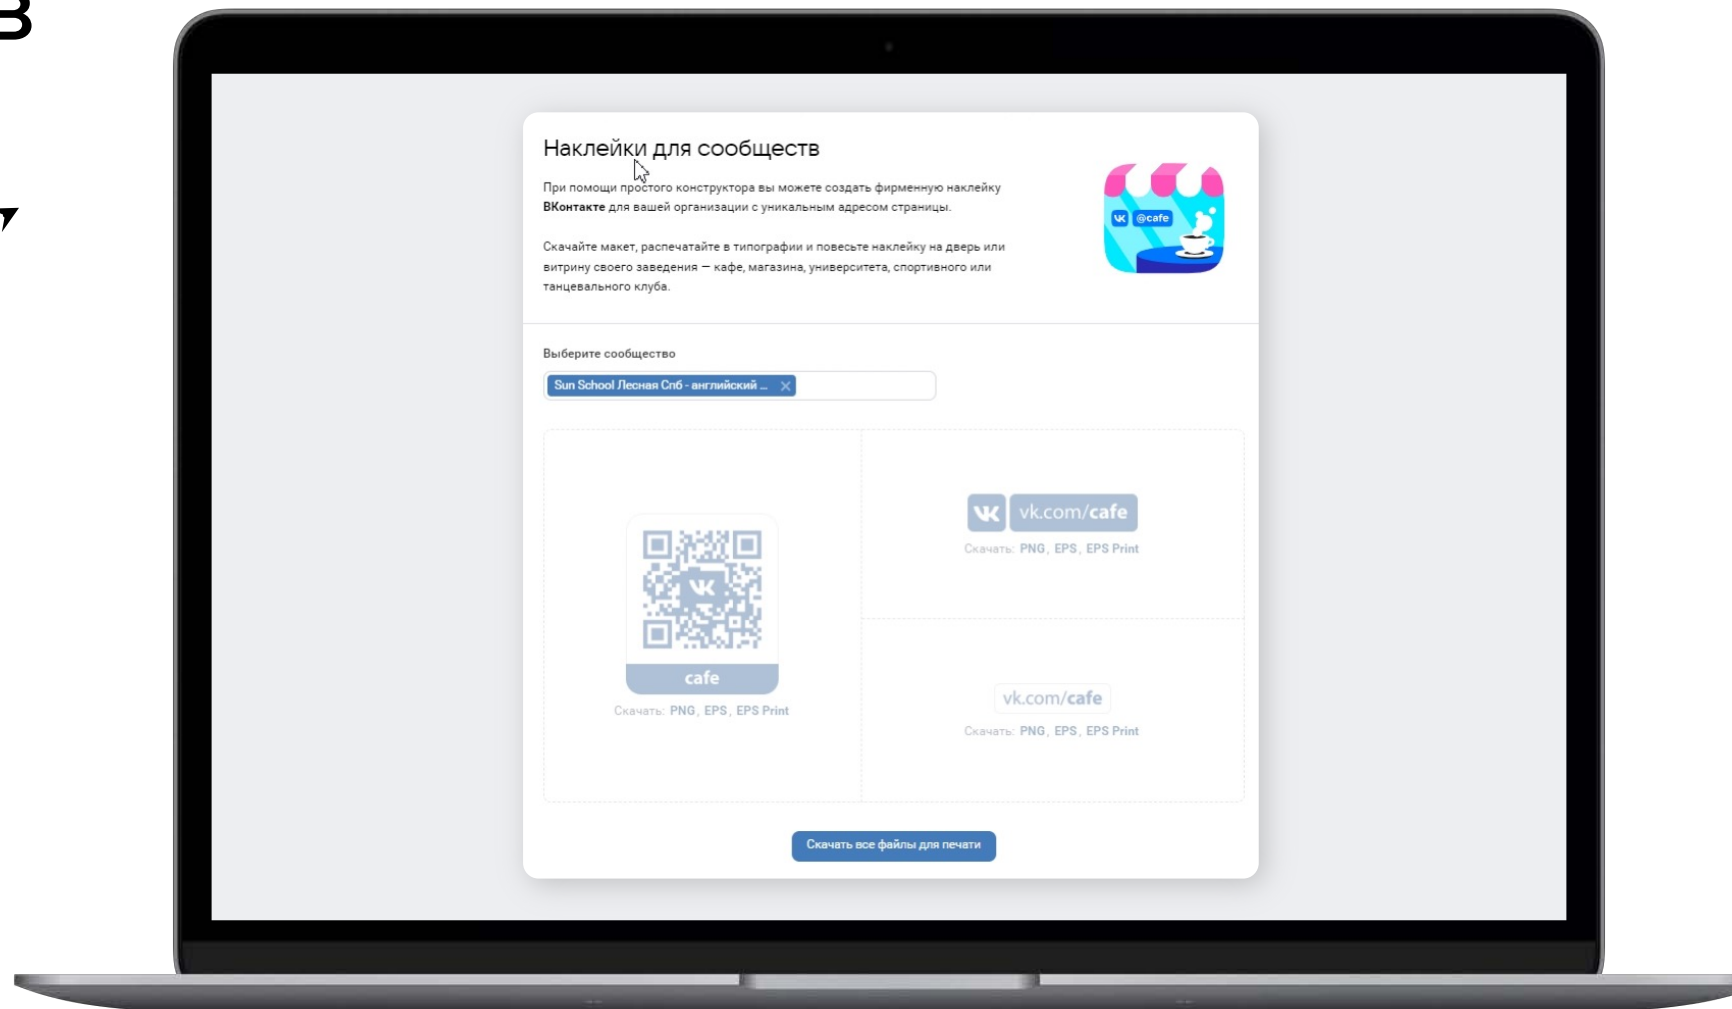 В
Наклейки для сообществ
При помощи простого конструктора вы можете создать фирменную наклейку
ВКонтакте для вашей организации с уникальным адресом страницы.
Скачайте макет, распечатайте в типографии и повесьте наклейку на дверь или
витрину своего заведения — кафе, магазина, университета, спортивного или
танцевального клуба.
@cafe
Выберите сообщество
Sun School Лесная Спб - английский ...
cafe
Скачать: PNG, EPS, EPS Print
vk.com/cafe
Скачать: PNG, EPS, EPS Print
vk.com/cafe
Скачать: PNG, EPS, EPS Print
Скачать все файлы для печати